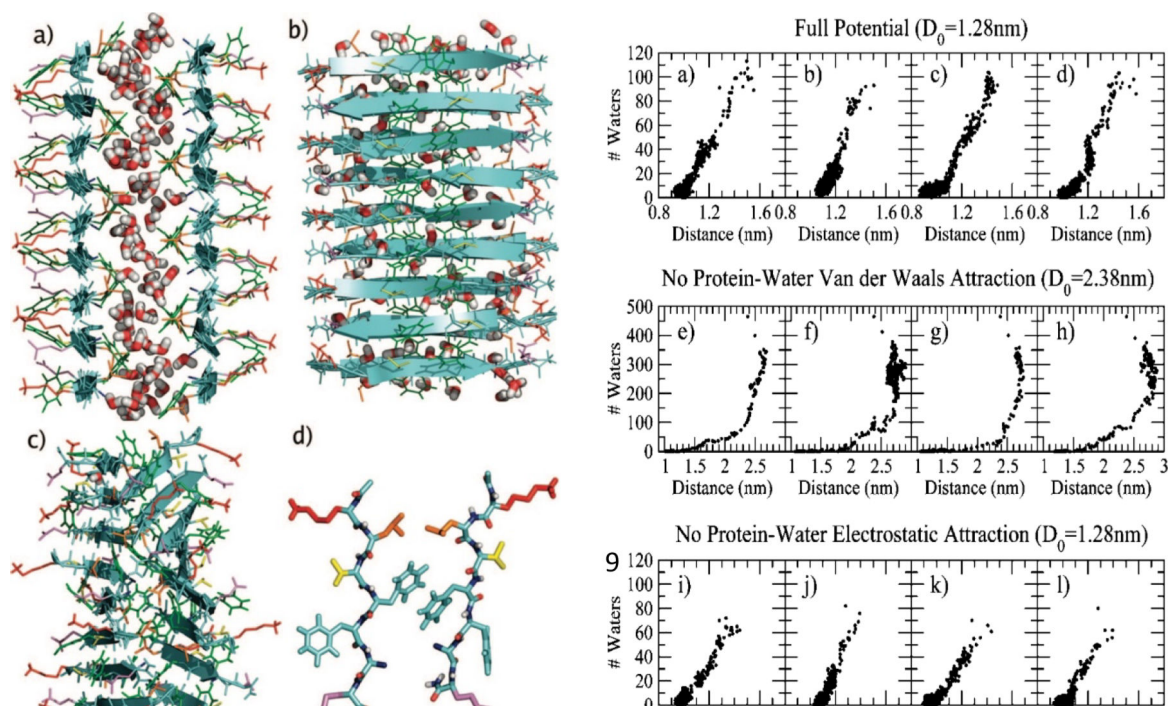 a)
b)
c)
d)
Full Potential (D0=1.28nm)
# Waters
120
100
80
60
40
20
0
a)
b)
c)
d)
0.8 1.2 1.6 0.8 1.2 1.6 0.8 1.2 1.6 0.8 1.2 1.6
Distance (nm) Distance (nm) Distance (nm) Distance (nm)
No Protein-Water Van der Waals Attraction (D0=2.38nm)
# Waters
500
400
300
200
100
0
e)
f)
g)
h)
1 1.5 2 2.5 1 1.5 2 2.5 1 1.5 2 2.5 1 1.5 2 2.5 3
Distance (nm) Distance (nm) Distance (nm) Distance (nm)
No Protein-Water Electrostatic Attraction (D0=1.28nm)
9
# Waters
120
100
80
60
40
20
0
i)
j)
k)
l)